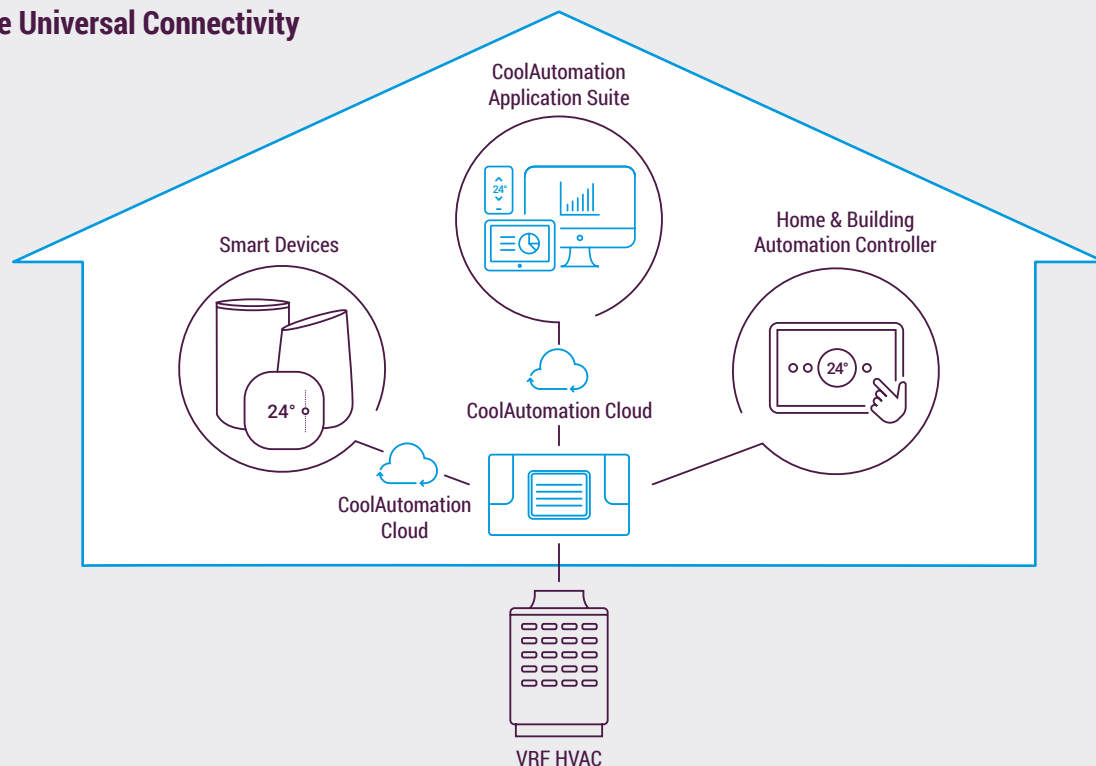 e Universal Connectivity
CoolAutomation
Application Suite
24°
Smart Devices
Home & Building
Automation Controller
24°
24°
CoolAutomation Cloud
CoolAutomation
Cloud
VRF HVAC